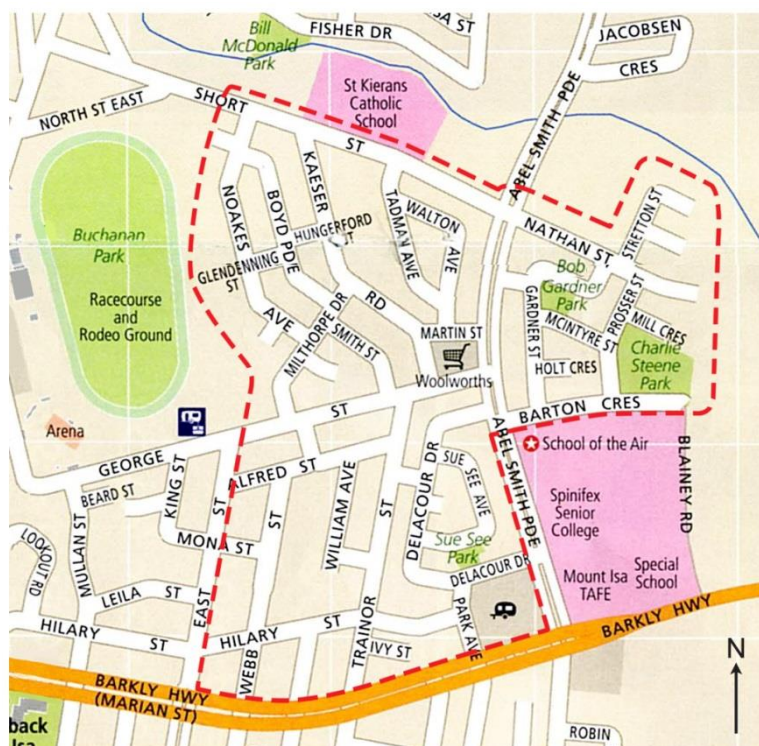 Bill
McDonald
Park
FISHER DR
SA ST
JACOBSEN
CRES
NORTH ST EAST
SHORT
ST
St Kierans
Catholic
School
ABEL SMITH PDE
NOAKES
AVE
BOYD PDE
KAESER
RD
HUNGERFORD
ST
TADMAN AWE
WALTON
AVE
NATHAN ST
STRETTON ST
GLENDENNING
ST
Buchanan
Park
Racecourse
and
Rodeo Ground
Bob
Gardner
Park
GARDNER ST
MCINTYRE ST
PROSSER ST
MILL CRES
MILTHORPE DR
SMITH ST
MARTIN ST
Woolworths
HOLT CRES
Charlie
Steene
Park
BARTON CRES
Arena
GEORGE
ST
BEARD ST
KING ST
ALFRED ST
ABEL SMITH PDE
School of the Air
SUE SEE AVE
DELACOUR DR
Spinifex
Senior
College
BLAINEY RD
LOOKOUT RD
MULLAN ST
MONA ST
EAST
ST
WEBB
ST
WILLIAM AVE
TRAINOR
ST
Sue See
Park
DELACOUR DR
Mount Isa
TAFE
Special
School
LEILA ST
HILARY ST
HILARY ST
IVY ST
PARK AVE
BARKLY HWY
BARKLY HWY
(MARIAN ST)
N
back
Isa
ROBIN